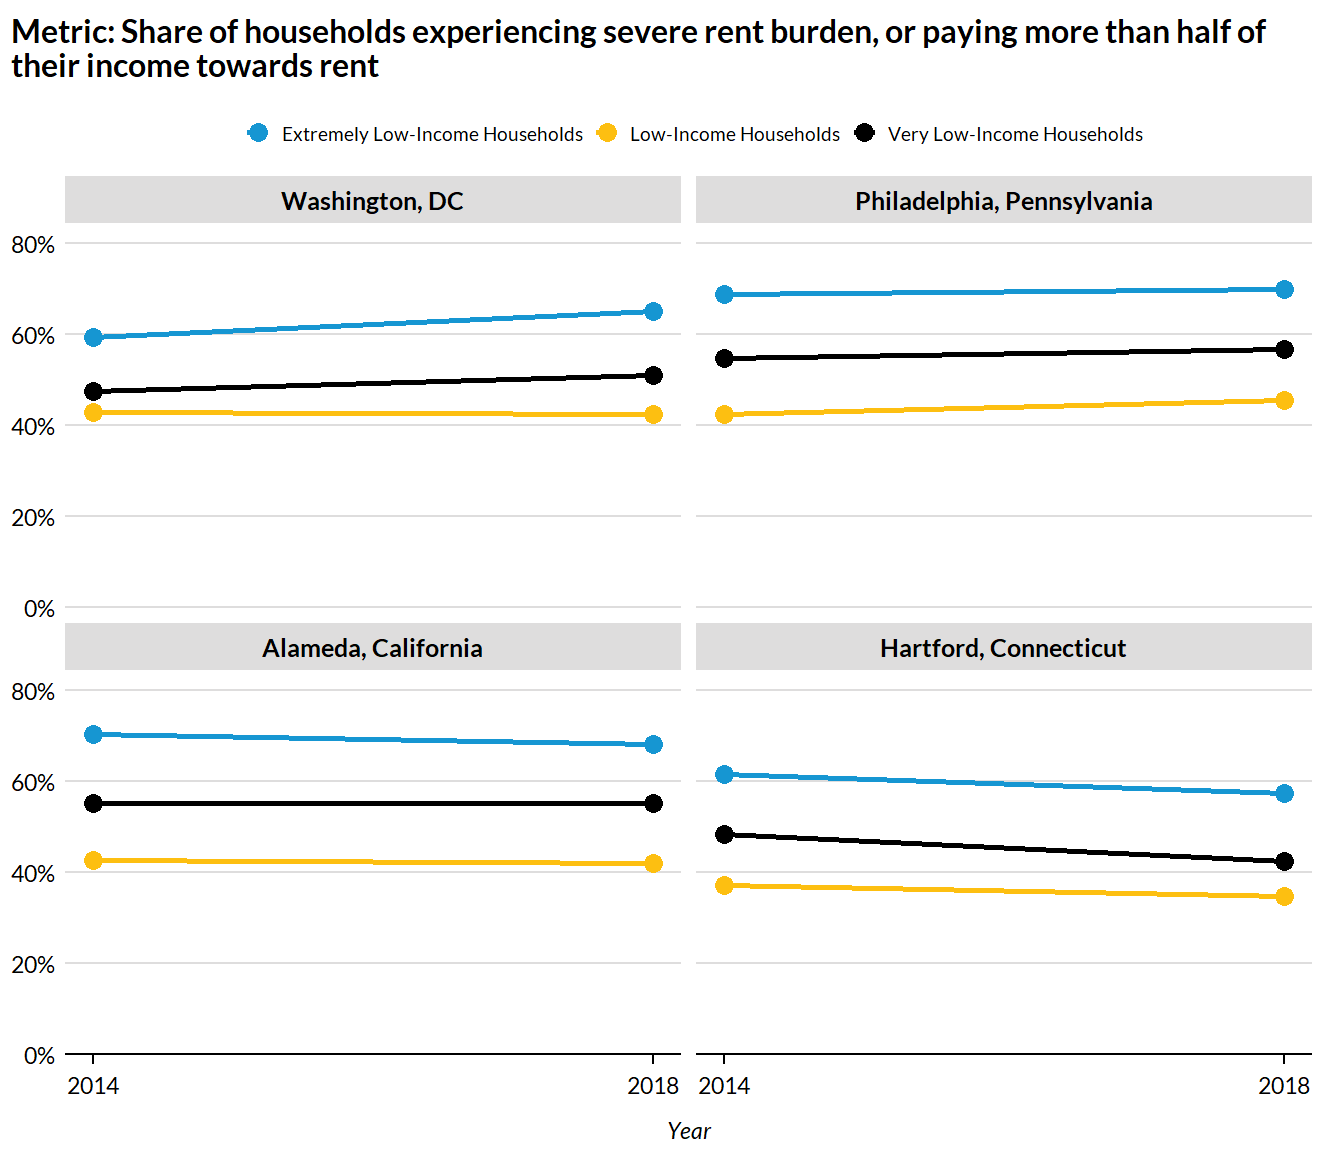 Metric: Share of households experiencing severe rent burden, or paying more than half of
their income towards rent
Extremely Low-Income Households
Low-Income Households
Very Low-Income Households
Washington, DC
Philadelphia, Pennsylvania
80%
60%
40%
20%
0%
Alameda, California
Hartford, Connecticut
80%
60%
40%
20%
0%
2014
2018
2014
2018
Year